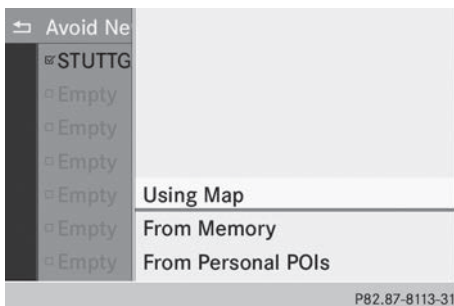 Avoid Ne
STUTTG
Empty
Empty
Empty
Empty
Empty
Empty
Using Map
From Memory
From Personal POIs
P82.87-8113-31